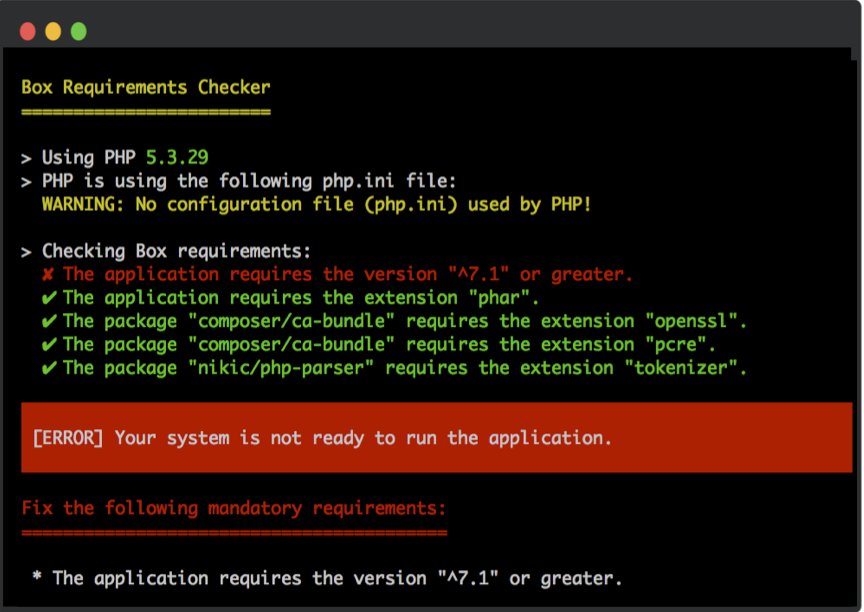 Box Requirements Checker
========================
> Using PHP 5.3.29
> PHP is using the following php.ini file:
WARNING: No configuration file (php.ini) used by PHP!
> Checking Box requirements:
✘ The application requires the version "^7.1" or greater.
✔ The application requires the extension "phar".
✔ The package "composer/ca-bundle" requires the extension "openssl".
✔ The package "composer/ca-bundle" requires the extension "pcre".
✔ The package "nikic/php-parser" requires the extension "tokenizer".
[ERROR] Your system is not ready to run the application.
Fix the following mandatory requirements:
=========================================
* The application requires the version "^7.1" or greater.